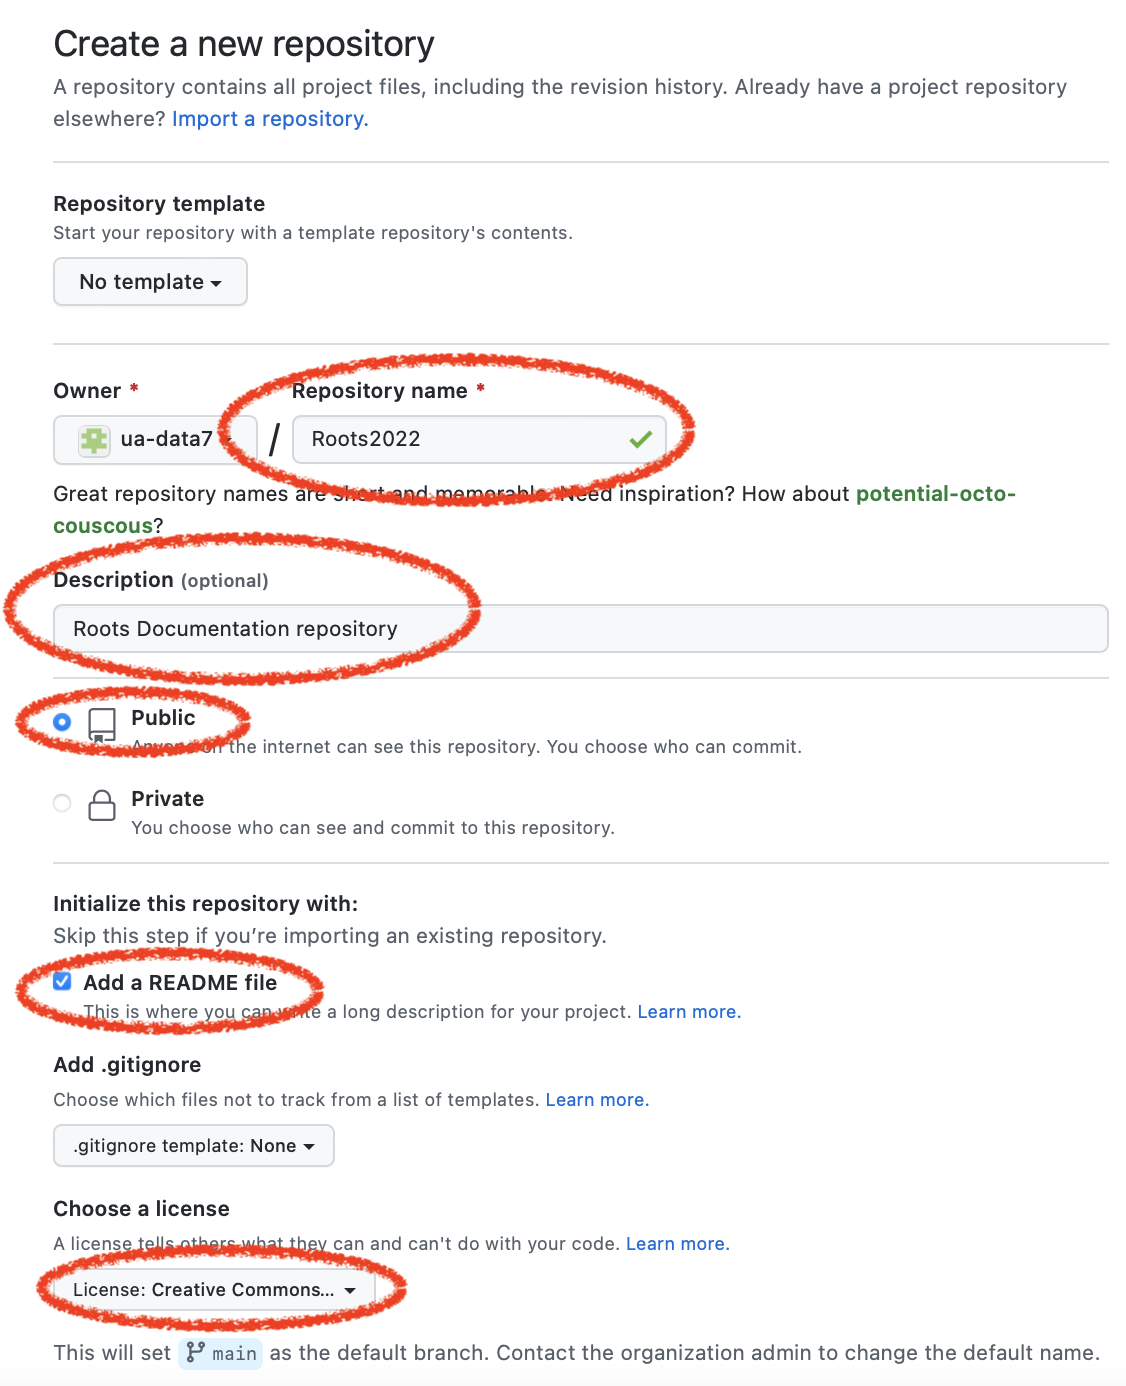 Create a new repository
A repository contains all project files, including the revision history. Already have a project repository
elsewhere? Import a repository.
Repository template
Start your repository with a template repository's contents.
No template
Owner *
Repository name *
ua-data7 / Roots2022
Great repository names are short and memorable. Need inspiration? How about potential-octo-
couscous?
Description (optional)
Roots Documentation repository
Public
Anyone on the internet can see this repository. You choose who can commit.
Private
You choose who can see and commit to this repository.
Initialize this repository with:
Skip this step if you’re importing an existing repository.
Add a README file
This is where you can write a long description for your project. Learn more.
Add .gitignore
Choose which files not to track from a list of templates. Learn more.
.gitignore template: None
Choose a license
A license tells others what they can and can't do with your code. Learn more.
License: Creative Commons...
This will set main as the default branch. Contact the organization admin to change the default name.